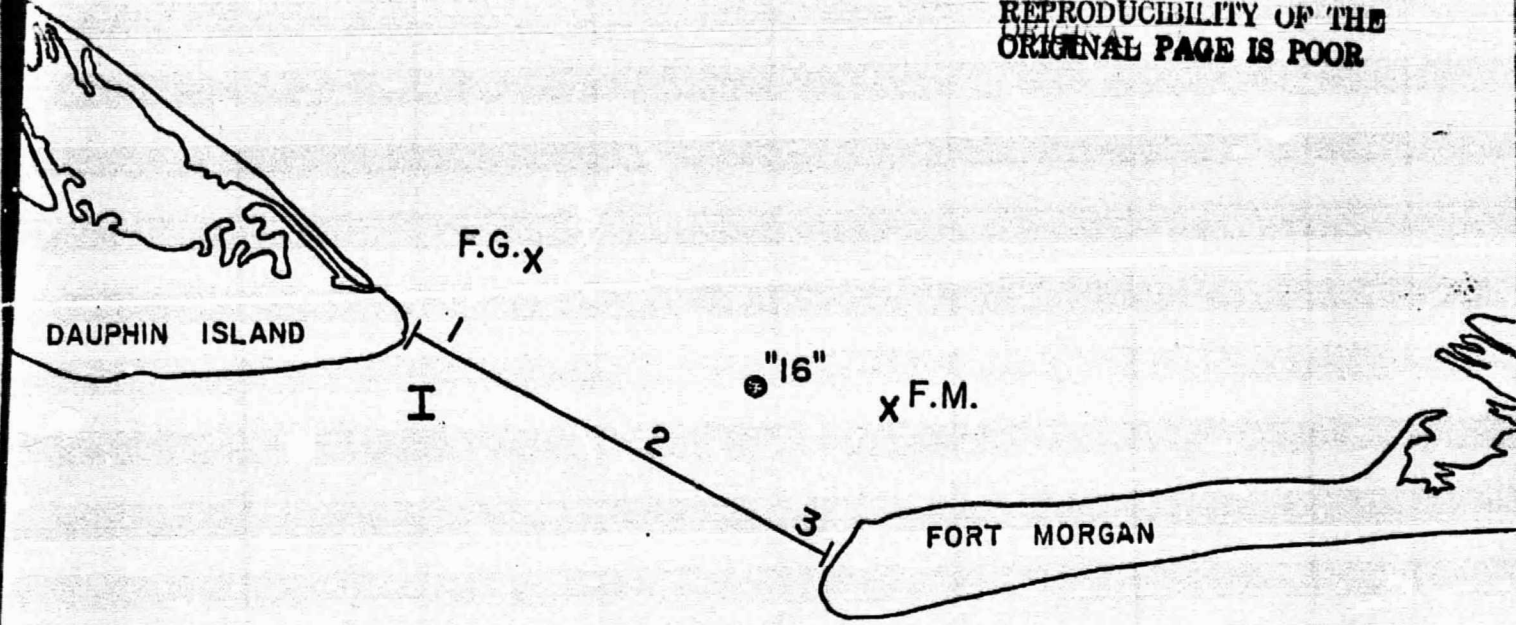 REPRODUCIBILITY OF THE
ORIGINAL PAGE IS POOR
F.G. X
DAUPHIN ISLAND
1
"16"
I
X F.M.
2
3
FORT MORGAN